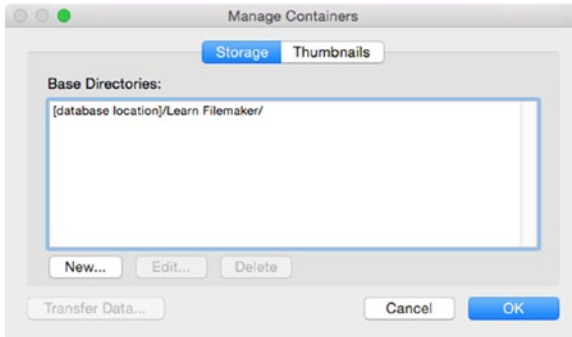 Manage Containers
Storage Thumbnails
Base Directories:
[database location]/Learn Filemaker/
New... Edit... Delete
Transfer Data... Cancel OK